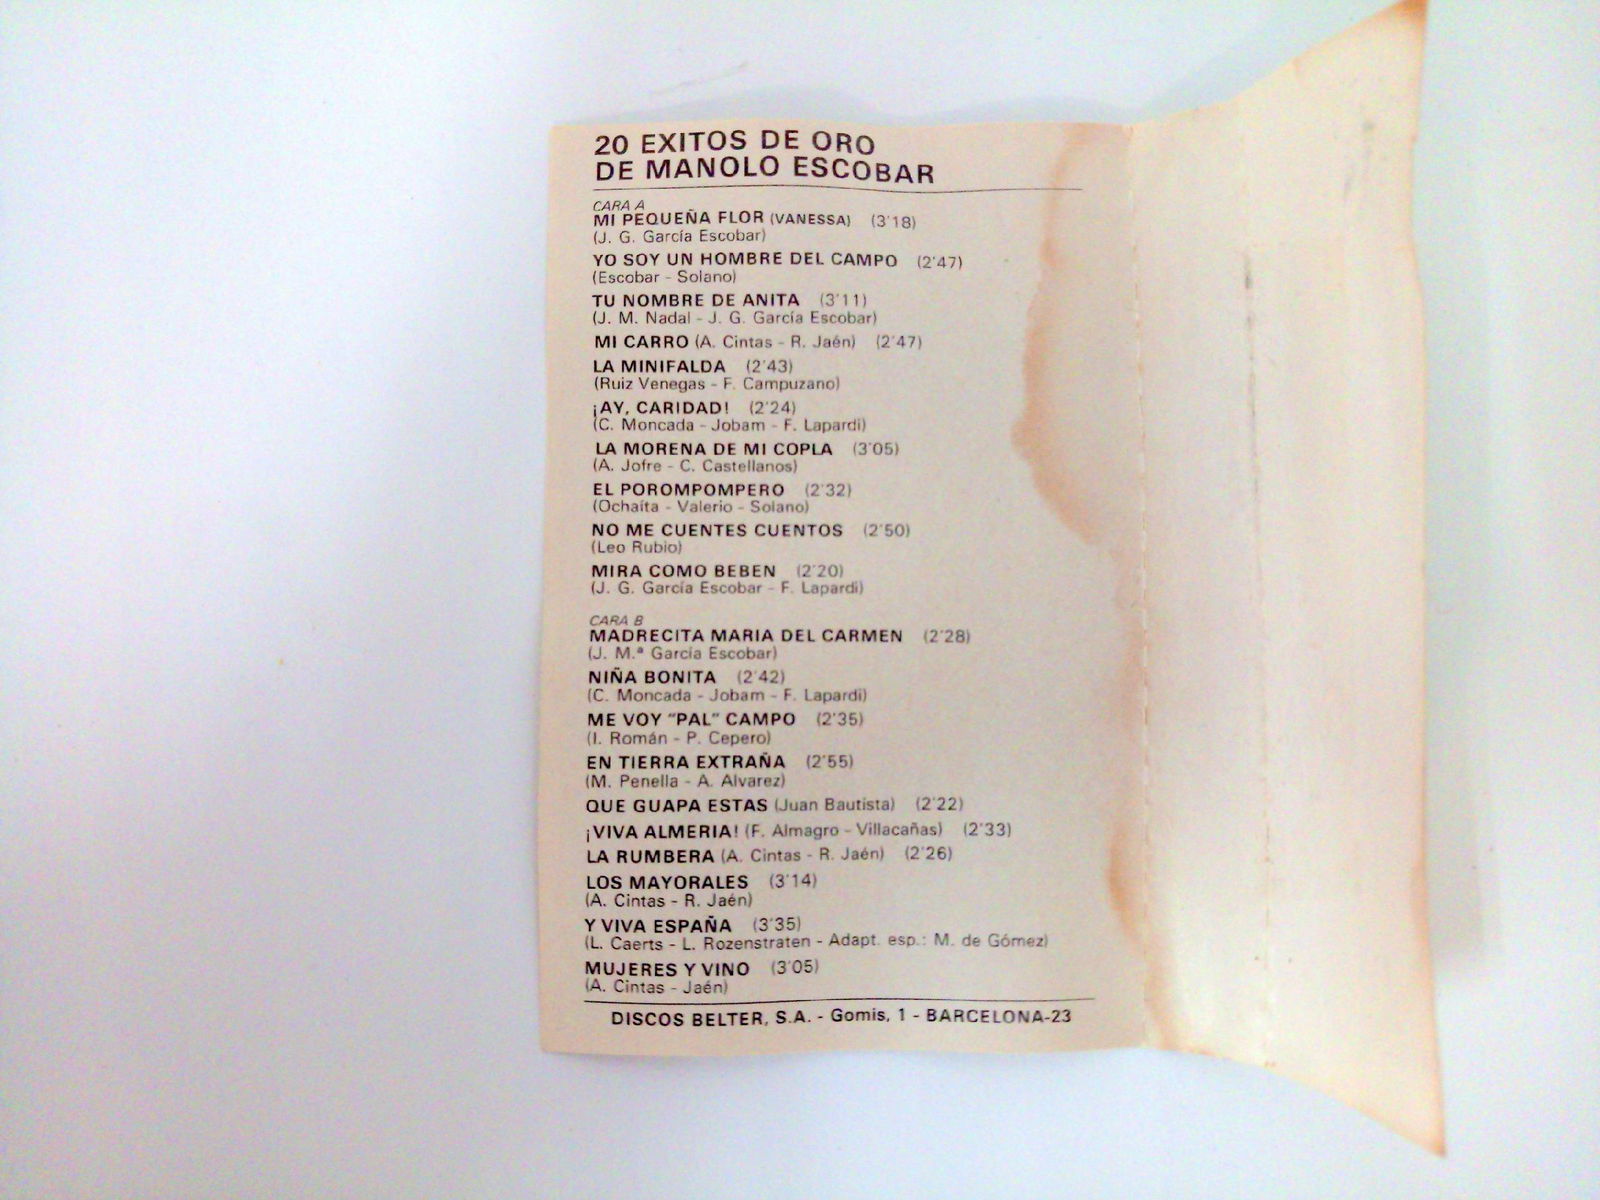 20 EXITOS DE ORO
DE MANOLO ESCOBAR
CARA A
MI PEQUEÑA FLOR (VANESSA) (3'18)
(J. G. García Escobar)
YO SOY UN HOMBRE DEL CAMPO (2'47)
(Escobar - Solano)
TU NOMBRE DE ANITA (3'11)
(J. M. Nadal - J. G. García Escobar)
MI CARRO (A. Cintas - R. Jaén) (2'47)
LA MINIFALDA (2'43)
(Ruiz Venegas - F. Campuzano)
¡AY, CARIDAD! (2'24)
(C. Moncada - Jobam - F. Lapardi)
LA MORENA DE MI COPLA (3'05)
(A. Jofre - C. Castellanos)
EL POROMPOMPERO (2'32)
(Ochaíta - Valerio - Solano)
NO ME CUENTES CUENTOS (2'50)
(Leo Rubio)
MIRA COMO BEBEN (2'20)
(J. G. García Escobar - F. Lapardi)
CARA B
MADRECITA MARIA DEL CARMEN (2'28)
(J. M.ª García Escobar)
NIÑA BONITA (2'42)
(C. Moncada - Jobam - F. Lapardi)
ME VOY "PAL" CAMPO (2'35)
(I. Román - P. Cepero)
EN TIERRA EXTRAÑA (2'55)
(M. Penella - A. Alvarez)
QUE GUAPA ESTAS (Juan Bautista) (2'22)
¡VIVA ALMERIA! (F. Almagro - Villacañas) (2'33)
LA RUMBERA (A. Cintas - R. Jaén) (2'26)
LOS MAYORALES (3'14)
(A. Cintas - R. Jaén)
Y VIVA ESPAÑA (3'35)
(L. Caerts - L. Rozenstraten - Adapt. esp.: M. de Gómez)
MUJERES Y VINO (3'05)
(A. Cintas - Jaén)
DISCOS BELTER, S.A. - Gomis, 1 - BARCELONA-23